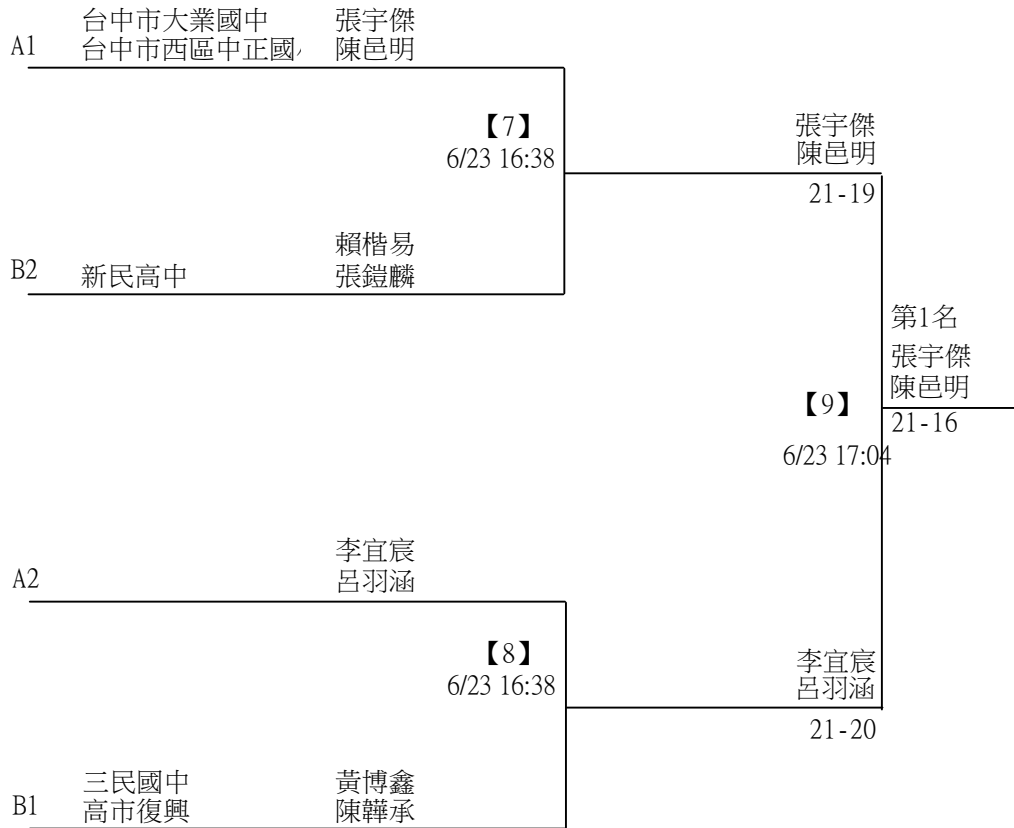 台中市大業國中 張宇傑
A1 台中市西區中正國 陳邑明
【7】
6/23 16:38
張宇傑
陳邑明
21-19
賴楷易
B2 新民高中 張鎧麟
第1名
張宇傑
陳邑明
【9】
21-16
6/23 17:04
李宜宸
A2 呂羽涵
【8】
6/23 16:38
李宜宸
呂羽涵
21-20
三民國中 黃博鑫
B1 高市復興 陳韡承